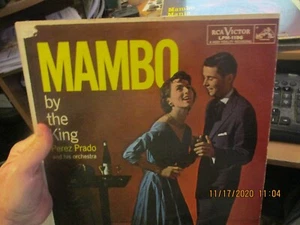 RCA VICTOR
LPM-1196
MAMBO
by
the
King
Perez Prado
and his orchestra
11/17/2020 11:04